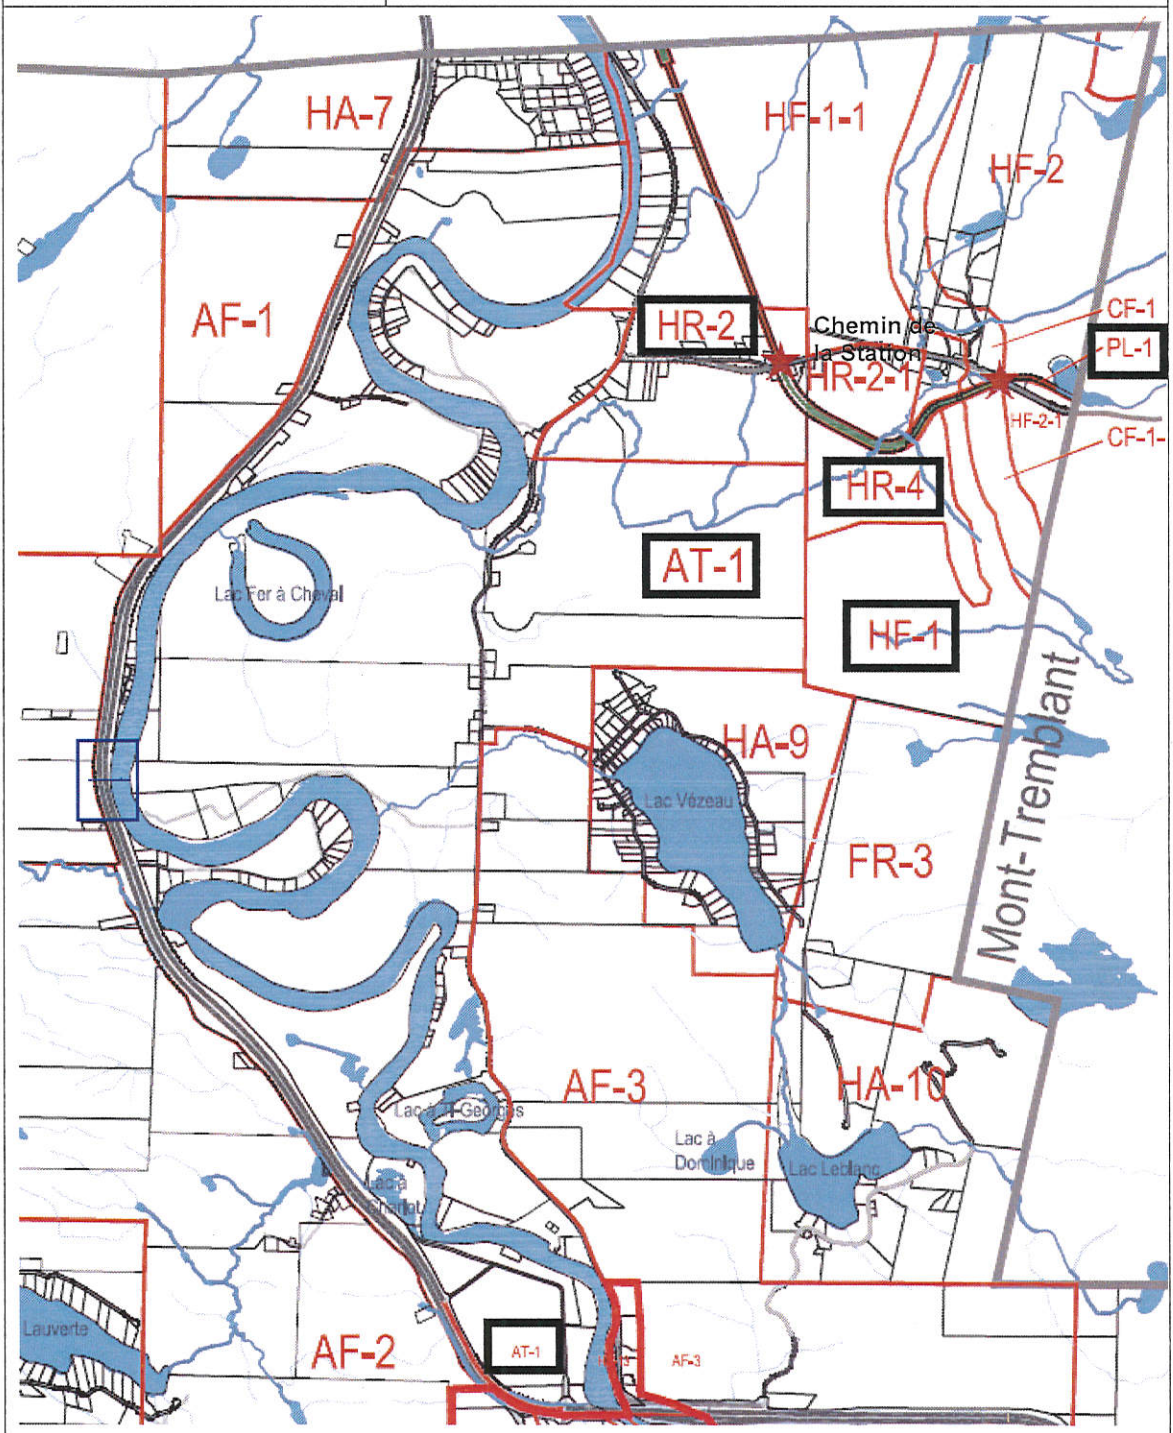 HA-7
HF-1-1
HF-2
AF-1
HR-2
Chemin de
la Station
CF-1
PL-1
HR-2-1
HF-2-1
CF-1-
HR-4
AT-1
Lac Fer à Cheval
HF-1
Mont-Tremblant
HA-9
Lac Vézeau
FR-3
AF-3
HA-10
Lac à Ti-Georges
Lac à
Dominique
Lac Leblanc
Lac à
Charlot
Lauverte
AF-2
AT-1
AF-3